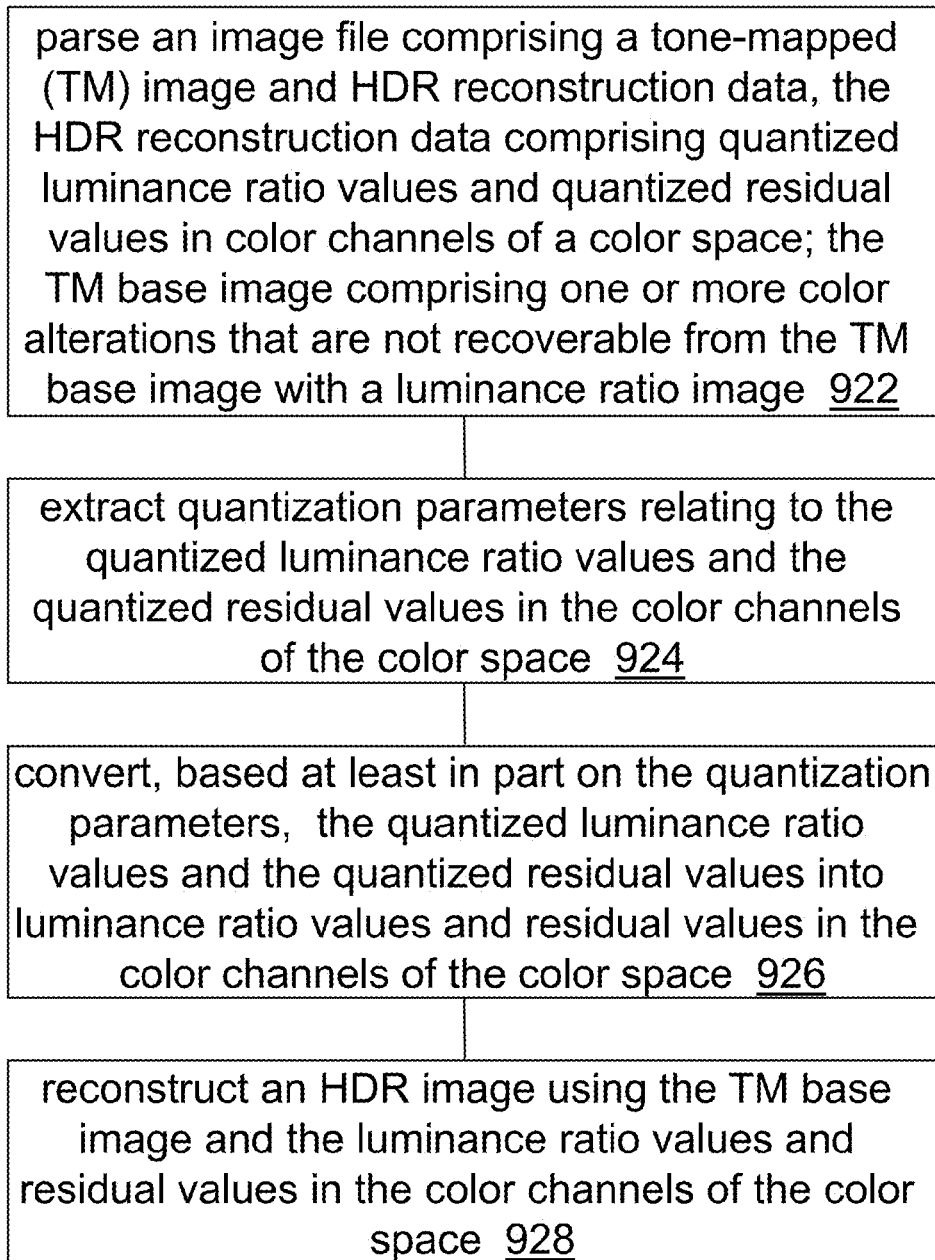 parse an image file comprising a tone-mapped
(TM) image and HDR reconstruction data, the
HDR reconstruction data comprising quantized
luminance ratio values and quantized residual
values in color channels of a color space; the
TM base image comprising one or more color
alterations that are not recoverable from the TM
base image with a luminance ratio image 922
extract quantization parameters relating to the
quantized luminance ratio values and the
quantized residual values in the color channels
of the color space 924
convert, based at least in part on the quantization
parameters, the quantized luminance ratio
values and the quantized residual values into
luminance ratio values and residual values in the
color channels of the color space 926
reconstruct an HDR image using the TM base
image and the luminance ratio values and
residual values in the color channels of the color
space 928